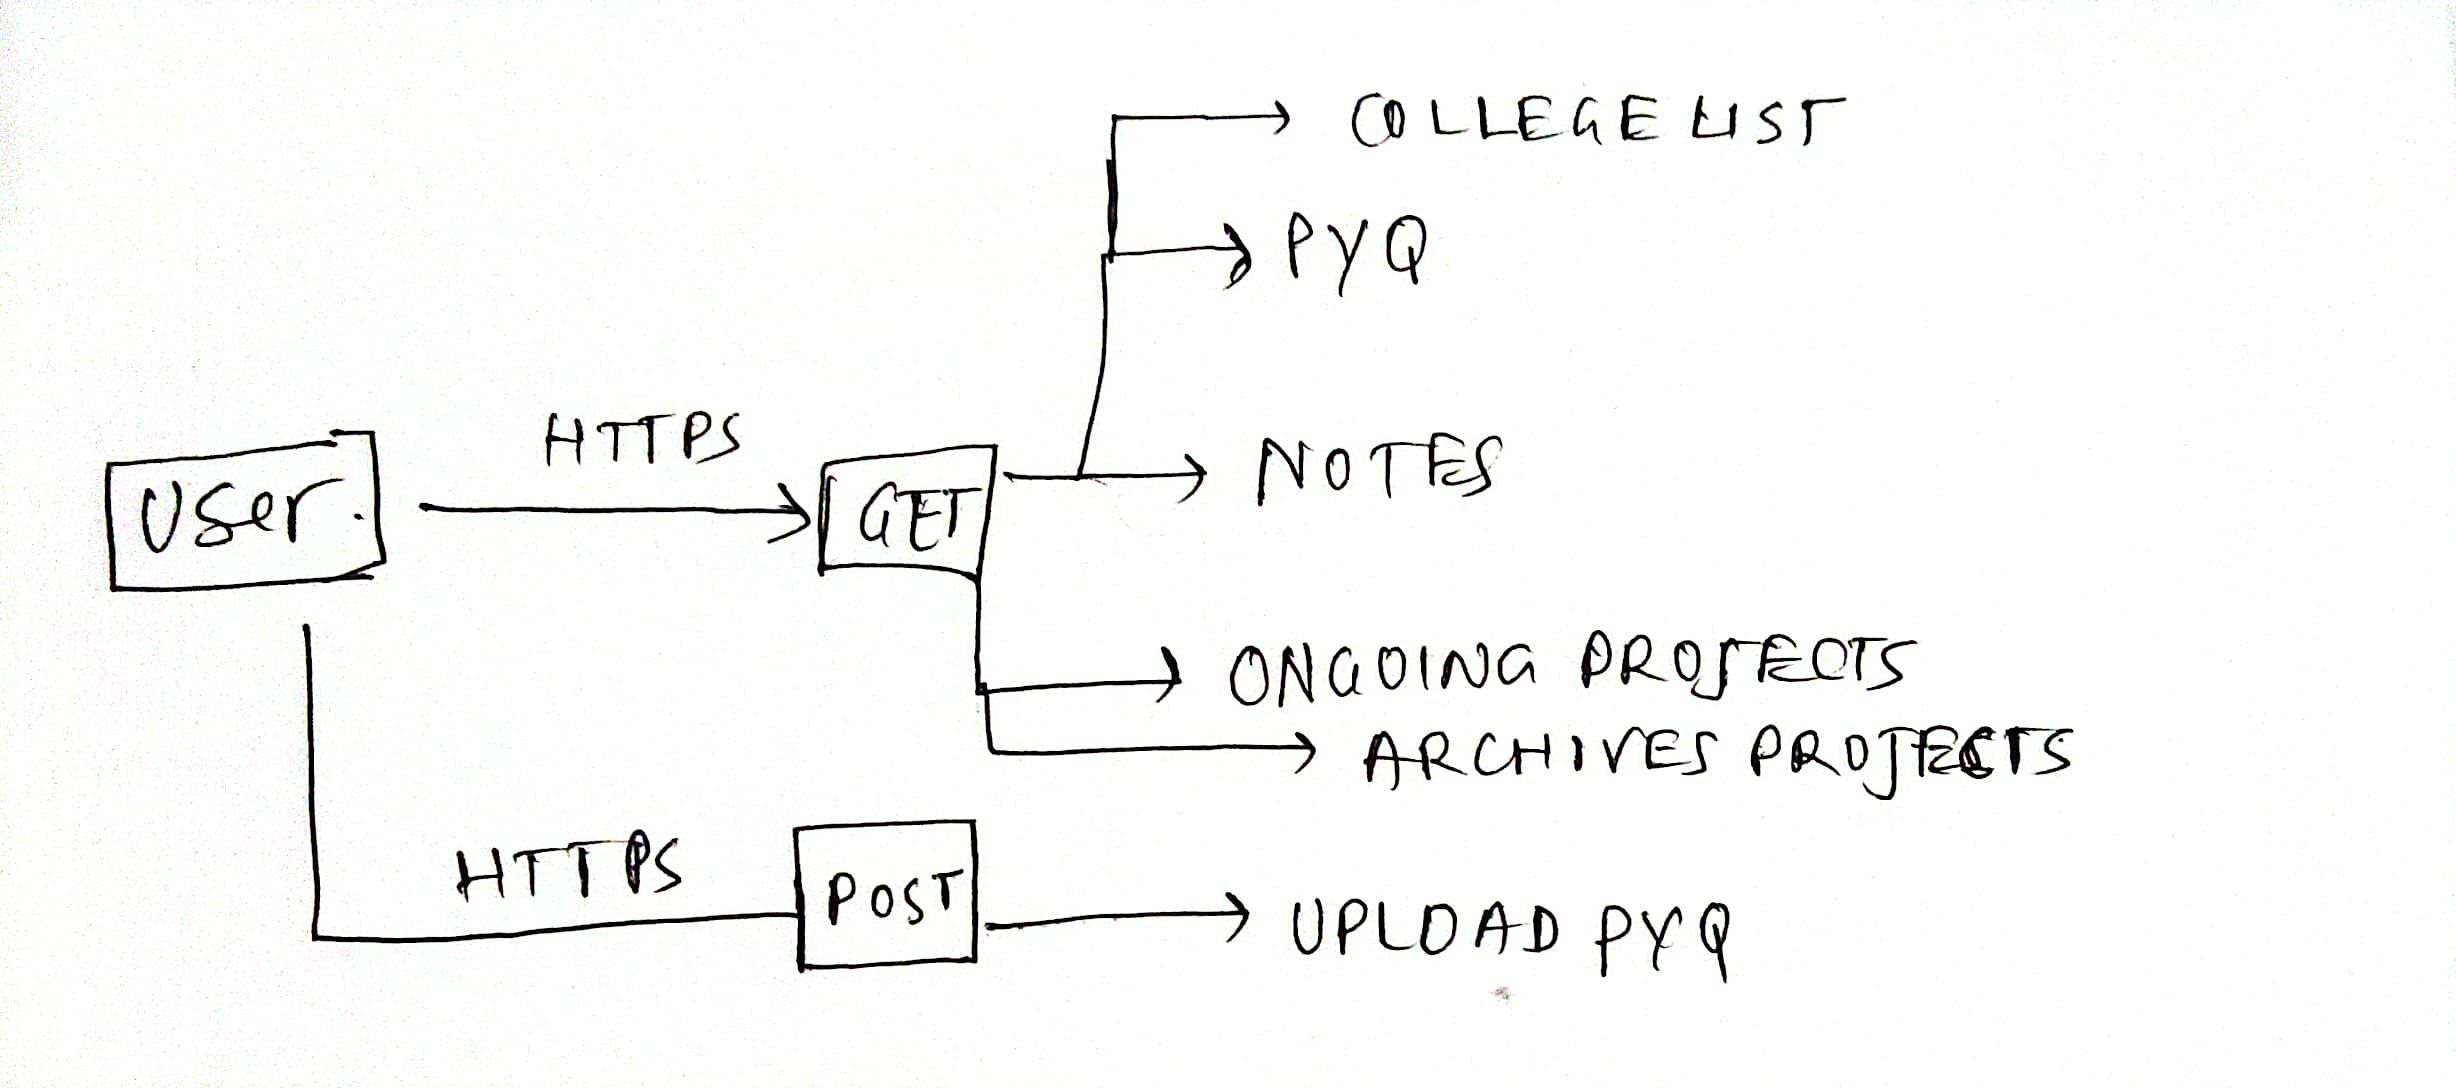 COLLEGE LIST
PYQ
HTTPS
User.
GET
NOTES
ONGOING PROJECTS
ARCHIVES PROJECTS
HTTPS
POST
UPLOAD PYQ